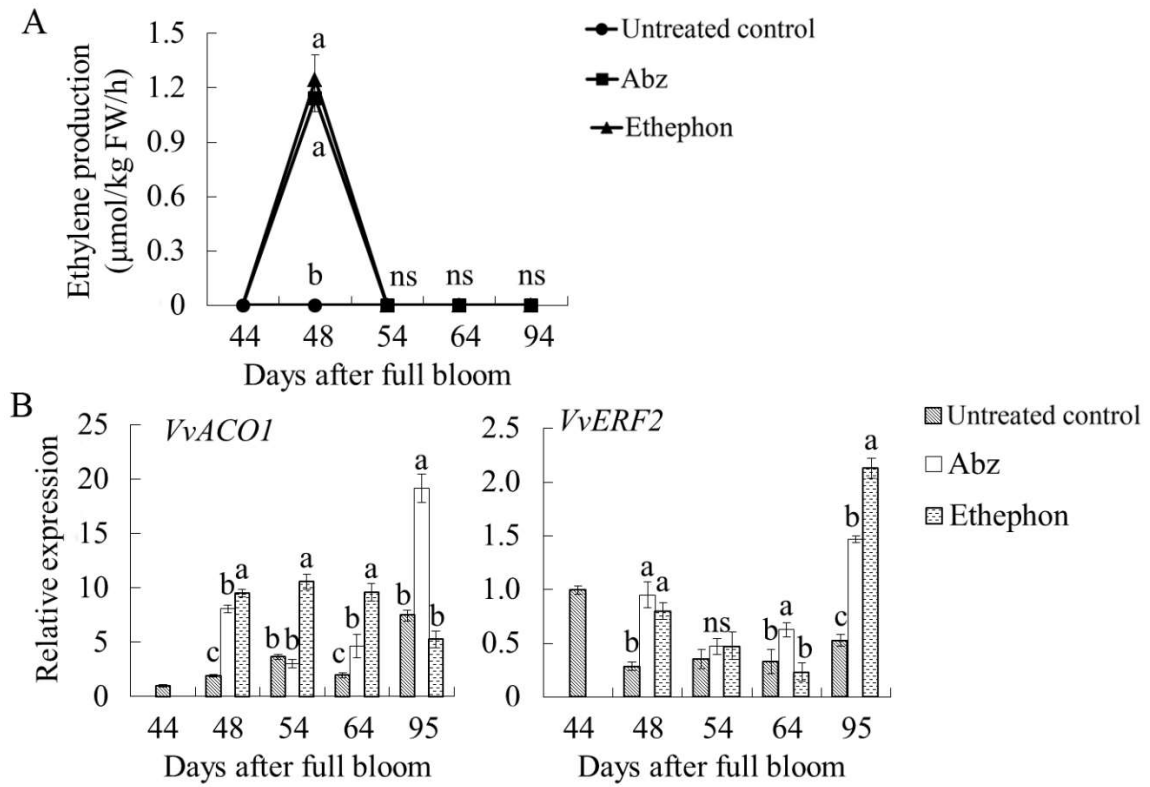 A
Ethylene production
(μmol/kg FW/h)
1.5
1.2
0.9
0.6
0.3
0
a
a
b
ns
ns
ns
44
48
54
64
94
Days after full bloom
Untreated control
Abz
Ethephon
B
Relative expression
VvACO1
25
20
15
10
5
0
c
b
a
b
b
a
c
b
a
b
a
b
44
48
54
64
95
Days after full bloom
VvERF2
2.5
2.0
1.5
1.0
0.5
0
b
a
a
ns
b
a
b
c
b
a
44
48
54
64
95
Days after full bloom
Untreated control
Abz
Ethephon